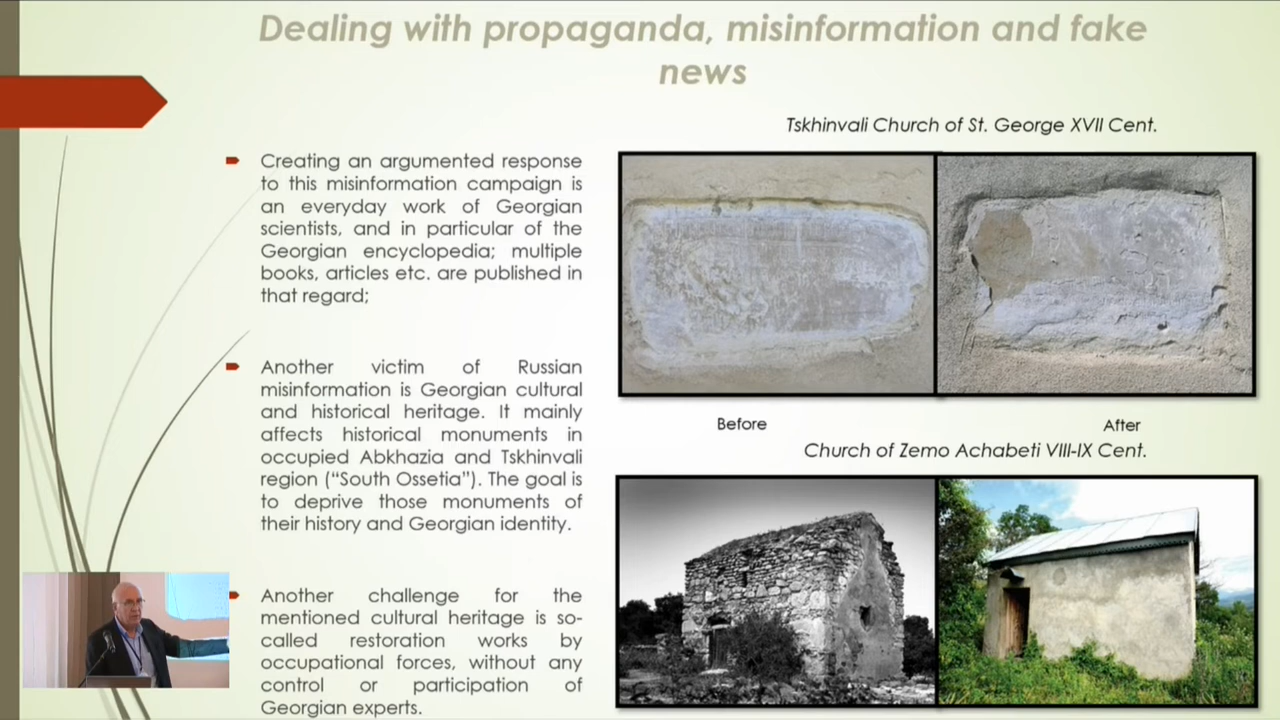 Dealing with propaganda, misinformation and fake
news
Creating an argumented response
to this misinformation campaign is
an everyday work of Georgian
scientists, and in particular of the
Georgian encyclopedia; multiple
books, articles etc. are published in
that regard;
Another victim of Russian
misinformation is Georgian cultural
and historical heritage. It mainly
affects historical monuments in
occupied Abkhazia and Tskhinvali
region (“South Ossetia”). The goal is
to deprive those monuments of
their history and Georgian identity.
Another challenge for the
mentioned cultural heritage is so-
called restoration works by
occupational forces, without any
control or participation of
Georgian experts.
Tskhinvali Church of St. George XVII Cent.
Before
After
Church of Zemo Achabeti VIII-IX Cent.